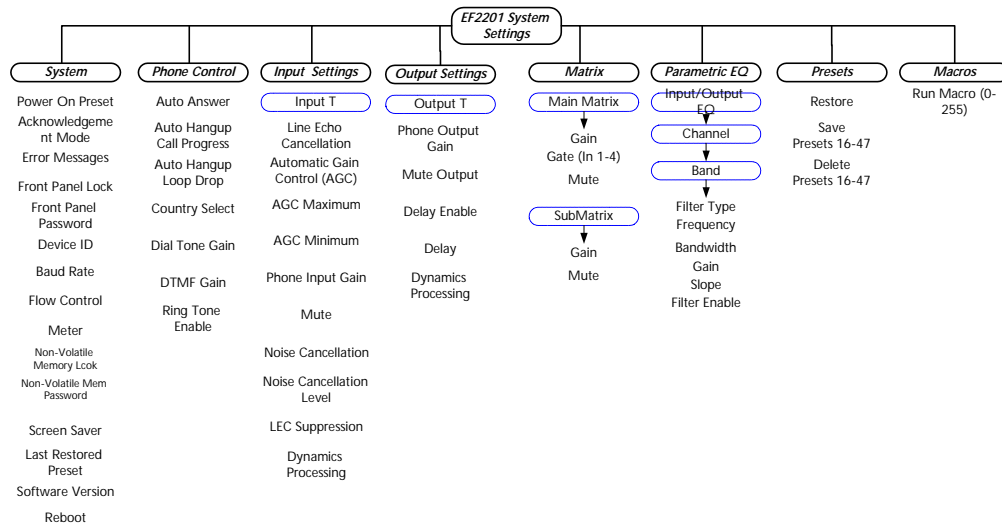 EF2201 System
Settings
System
Power On Preset
Acknowledgeme
nt Mode
Error Messages
Front Panel Lock
Front Panel
Password
Device ID
Baud Rate
Flow Control
Meter
Non-Volatile
Memory Lcok
Non-Volatile Mem
Password
Screen Saver
Last Restored
Preset
Software Version
Reboot
Phone Control
Auto Answer
Auto Hangup
Call Progress
Auto Hangup
Loop Drop
Country Select
Dial Tone Gain
DTMF Gain
Ring Tone
Enable
Input Settings
Input T
Line Echo
Cancellation
Automatic Gain
Control (AGC)
AGC Maximum
AGC Minimum
Phone Input Gain
Mute
Noise Cancellation
Noise Cancellation
Level
LEC Suppression
Dynamics
Processing
Output Settings
Output T
Phone Output
Gain
Mute Output
Delay Enable
Delay
Dynamics
Processing
Matrix
Main Matrix
Gain
Gate (In 1-4)
Mute
SubMatrix
Gain
Mute
Parametric EQ
Input/Output
EQ
Channel
Band
Filter Type
Frequency
Bandwidth
Gain
Slope
Filter Enable
Presets
Restore
Save
Presets 16-47
Delete
Presets 16-47
Macros
Run Macro (0-
255)